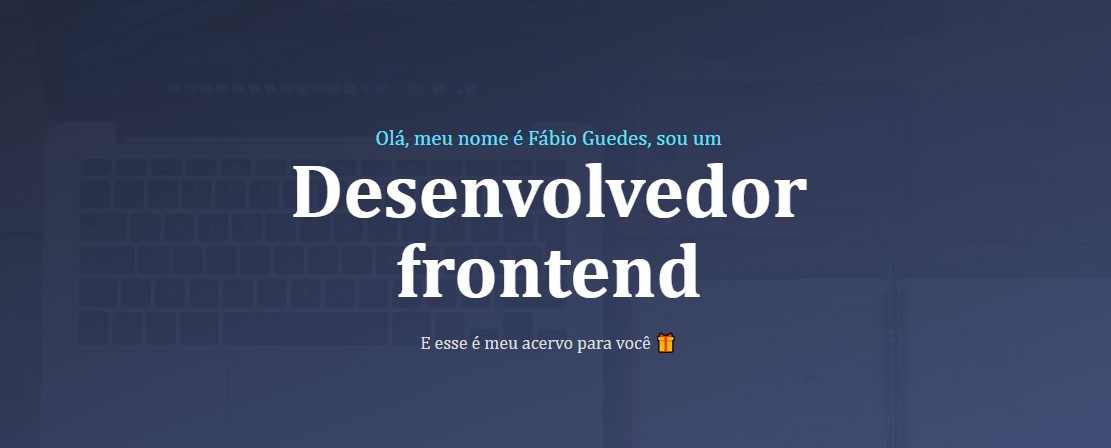 Olá, meu nome é Fábio Guedes, sou um
Desenvolvedor
frontend
E esse é meu acervo para você 🎁